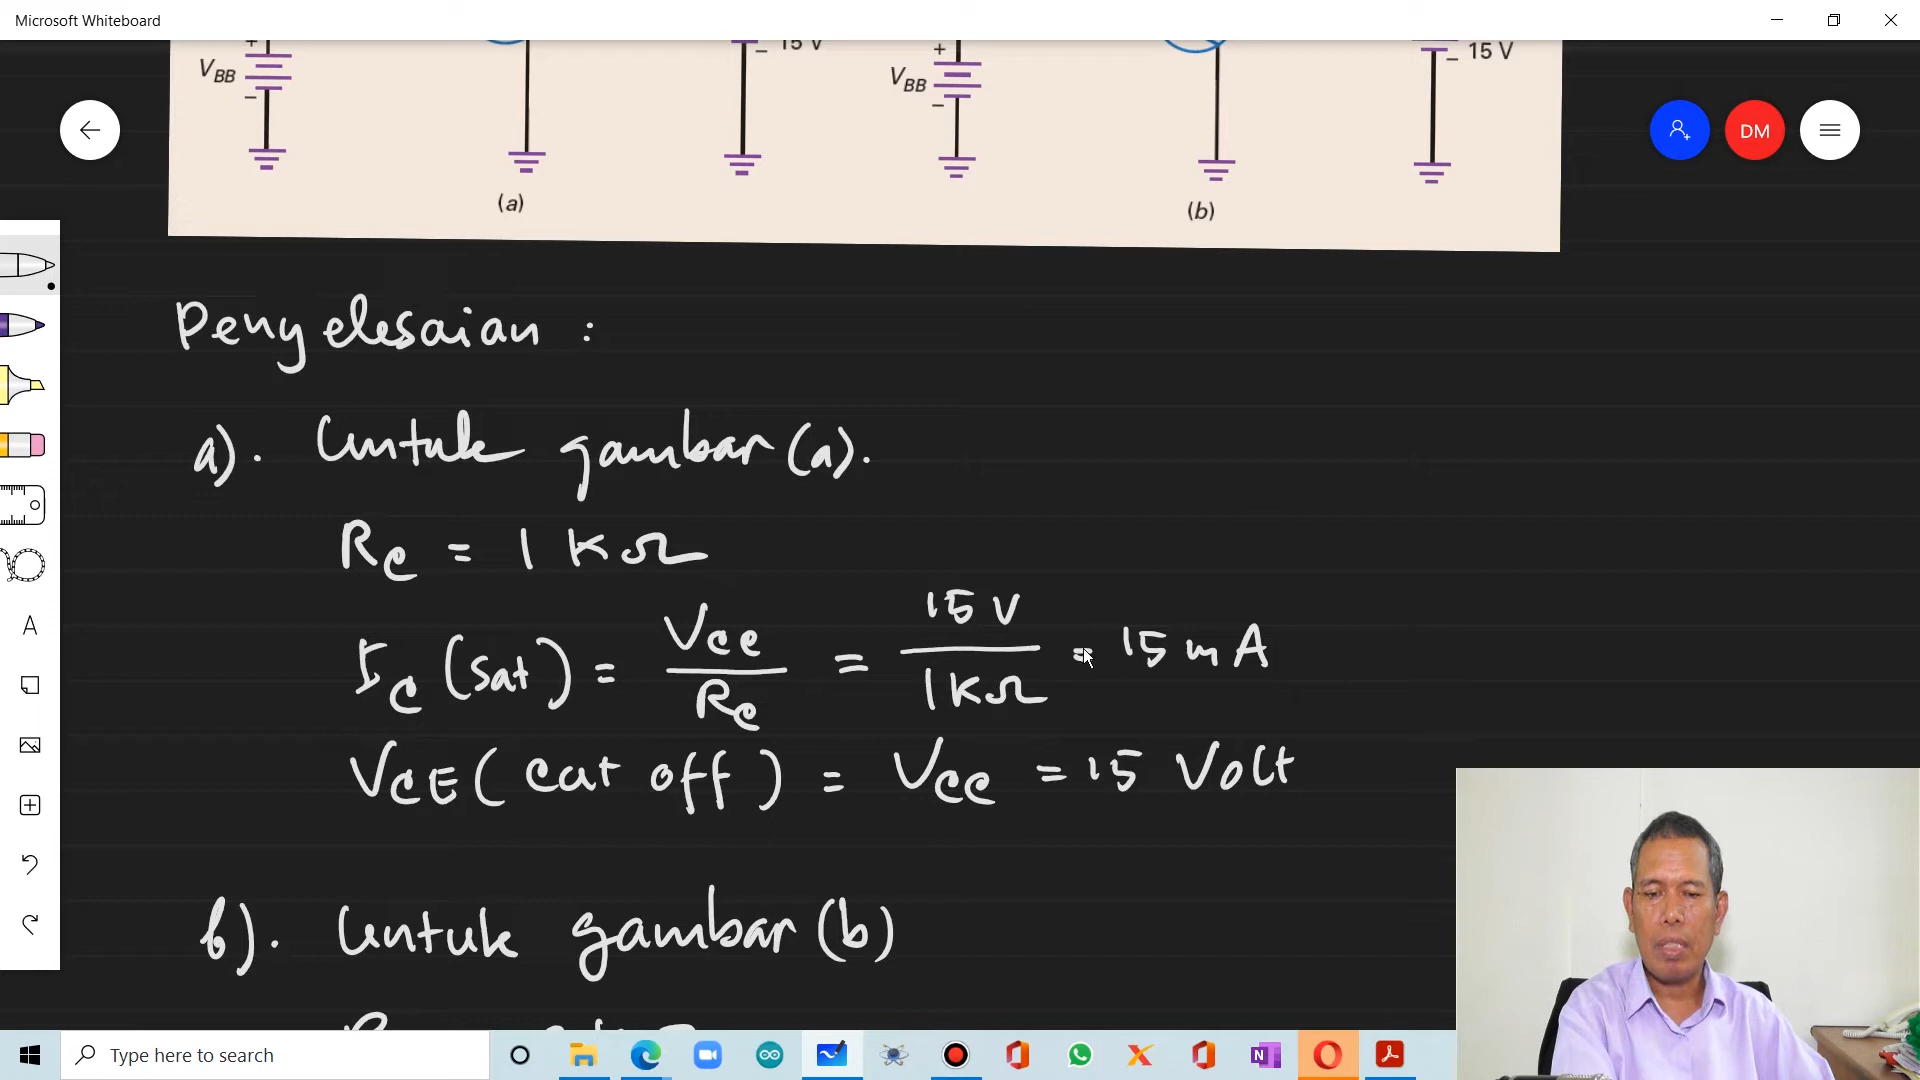 Microsoft Whiteboard
+
VBB
−
− 15 V
(a)
+
VBB
−
− 15 V
(b)
DM
A
Penyelesaian :
a). Untuk gambar (a).
Rc = 1 KΩ
Ic (sat) = Vcc / Rc = 15 V / 1 KΩ = 15 mA
VCE ( cut off ) = Vcc = 15 Volt
b). Untuk gambar (b)
Type here to search